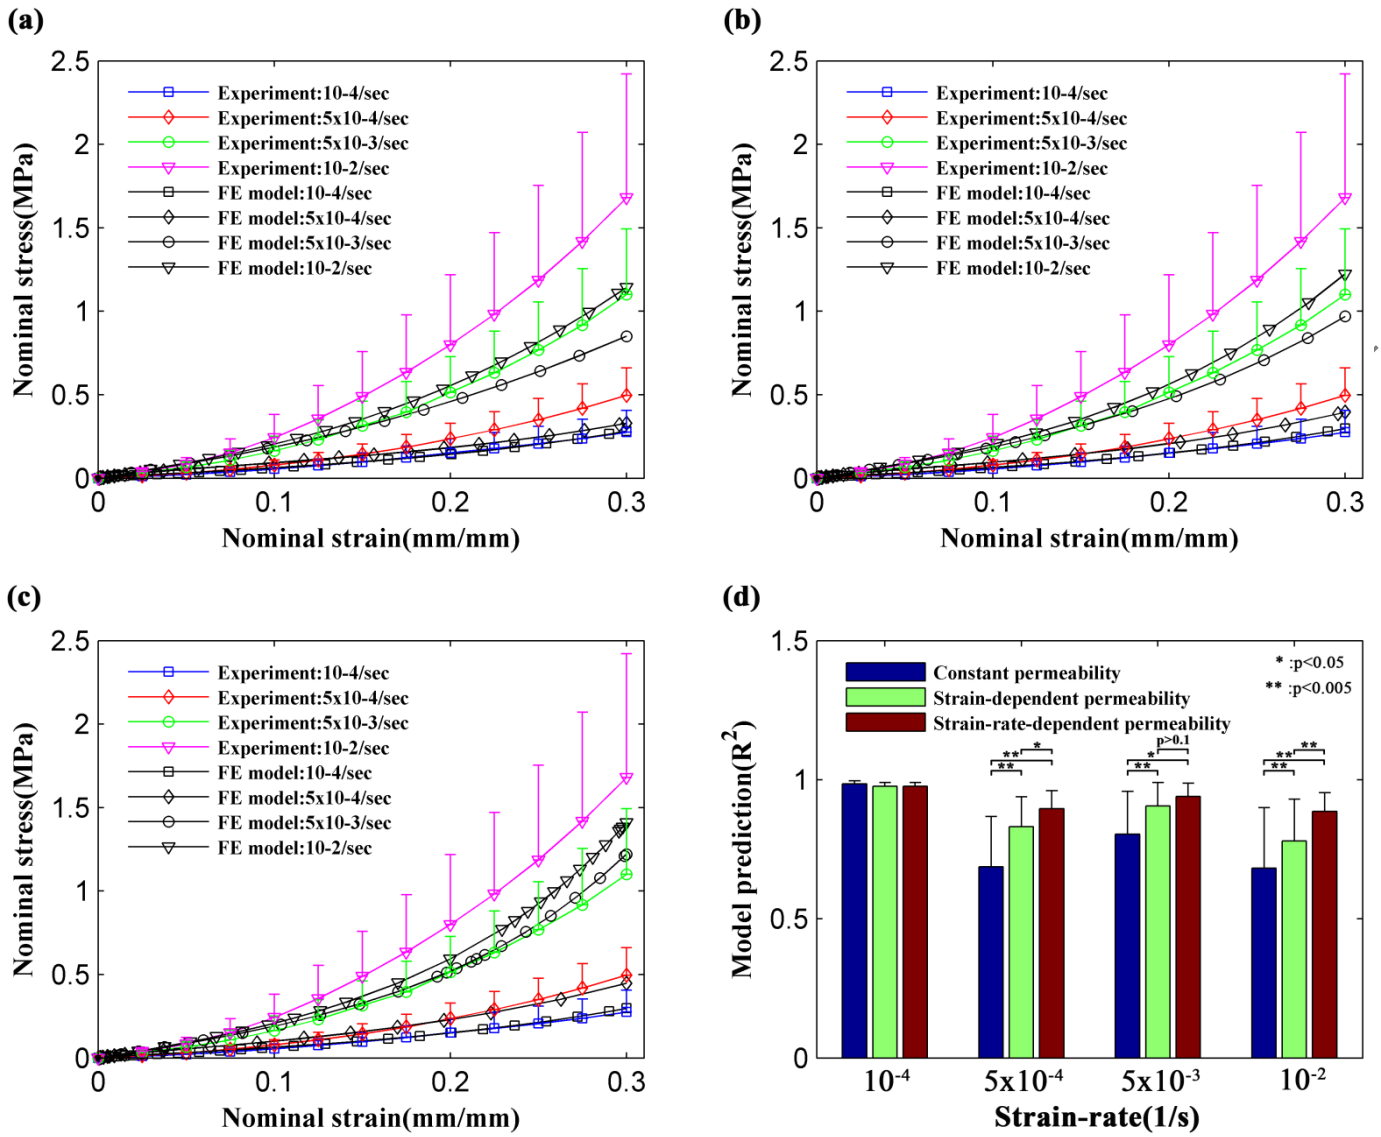 (a)
2.5
2
1.5
1
0.5
0
0
0.1
0.2
0.3
Nominal stress(MPa)
Nominal strain(mm/mm)
Experiment:10-4/sec
Experiment:5x10-4/sec
Experiment:5x10-3/sec
Experiment:10-2/sec
FE model:10-4/sec
FE model:5x10-4/sec
FE model:5x10-3/sec
FE model:10-2/sec
(b)
2.5
2
1.5
1
0.5
0
0
0.1
0.2
0.3
Nominal stress(MPa)
Nominal strain(mm/mm)
Experiment:10-4/sec
Experiment:5x10-4/sec
Experiment:5x10-3/sec
Experiment:10-2/sec
FE model:10-4/sec
FE model:5x10-4/sec
FE model:5x10-3/sec
FE model:10-2/sec
(c)
2.5
2
1.5
1
0.5
0
0
0.1
0.2
0.3
Nominal stress(MPa)
Nominal strain(mm/mm)
Experiment:10-4/sec
Experiment:5x10-4/sec
Experiment:5x10-3/sec
Experiment:10-2/sec
FE model:10-4/sec
FE model:5x10-4/sec
FE model:5x10-3/sec
FE model:10-2/sec
(d)
1.5
1
0.5
0
Model prediction(R²)
Constant permeability
Strain-dependent permeability
Strain-rate-dependent permeability
* :p<0.05
** :p<0.005
** *
**
p>0.1
*
**
** **
**
10⁻⁴ 5x10⁻⁴ 5x10⁻³ 10⁻²
Strain-rate(1/s)